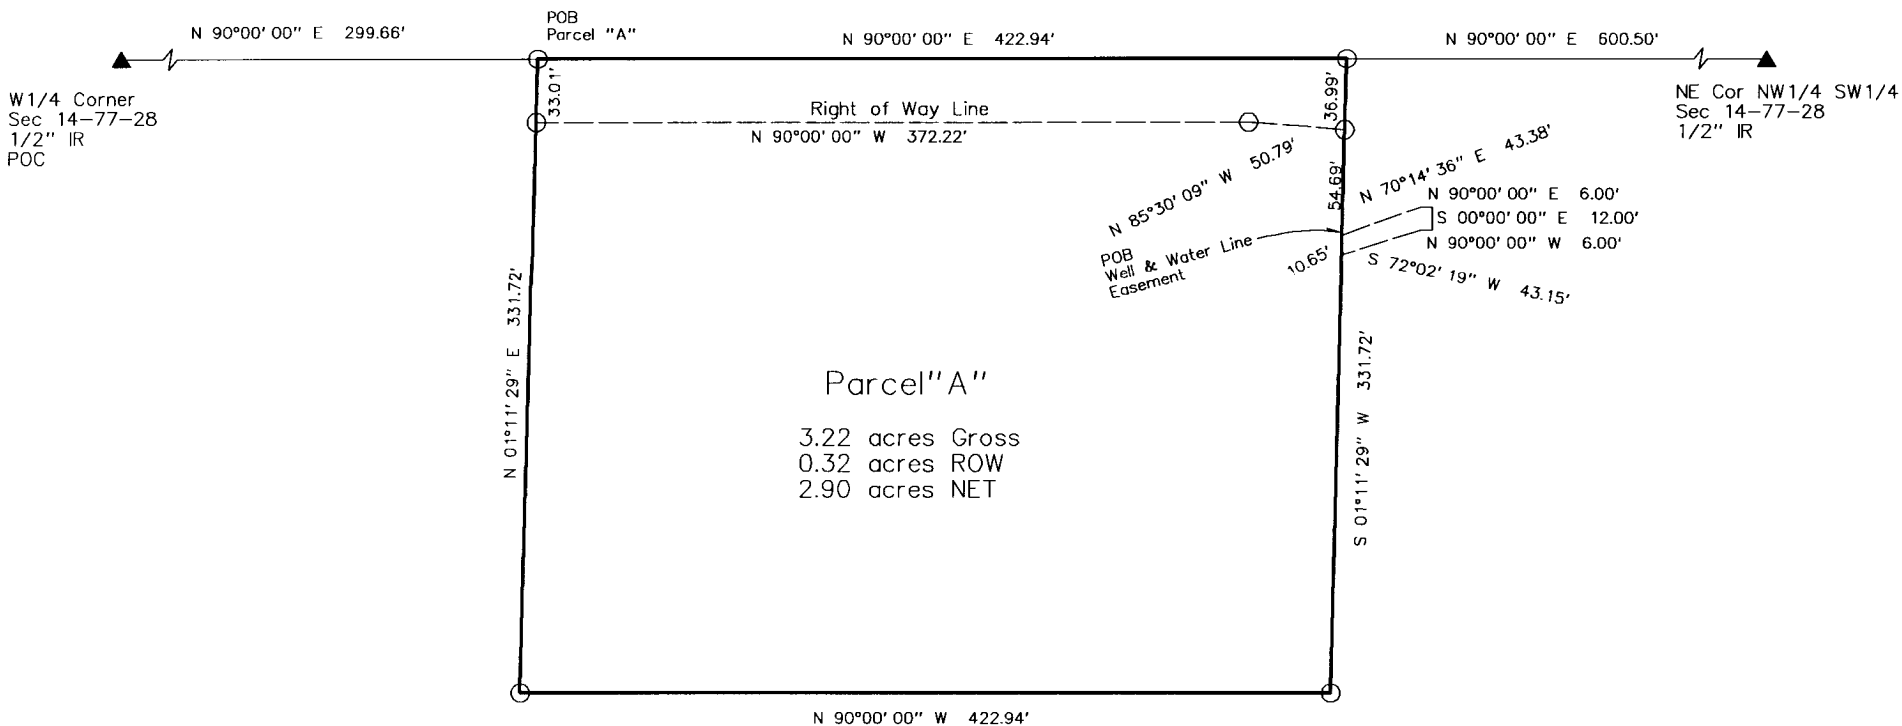 POB
Parcel "A"
N 90°00'00" E 299.66'
N 90°00'00" E 422.94'
N 90°00'00" E 600.50'
W1/4 Corner
Sec 14-77-28
1/2" IR
POC
33.01'
36.99'
NE Cor NW1/4 SW1/4
Sec 14-77-28
1/2" IR
Right of Way Line
N 90°00'00" W 372.22'
N 85°30'09" W 50.79'
54.69'
N 70°14'36" E 43.38'
N 90°00'00" E 6.00'
S 00°00'00" E 12.00'
N 90°00'00" W 6.00'
POB
Well & Water Line
Easement
10.65'
S 72°02'19" W 43.15'
N 01°11'29" E 331.72'
S 01°11'29" W 331.72'
Parcel"A"
3.22 acres Gross
0.32 acres ROW
2.90 acres NET
N 90°00'00" W 422.94'